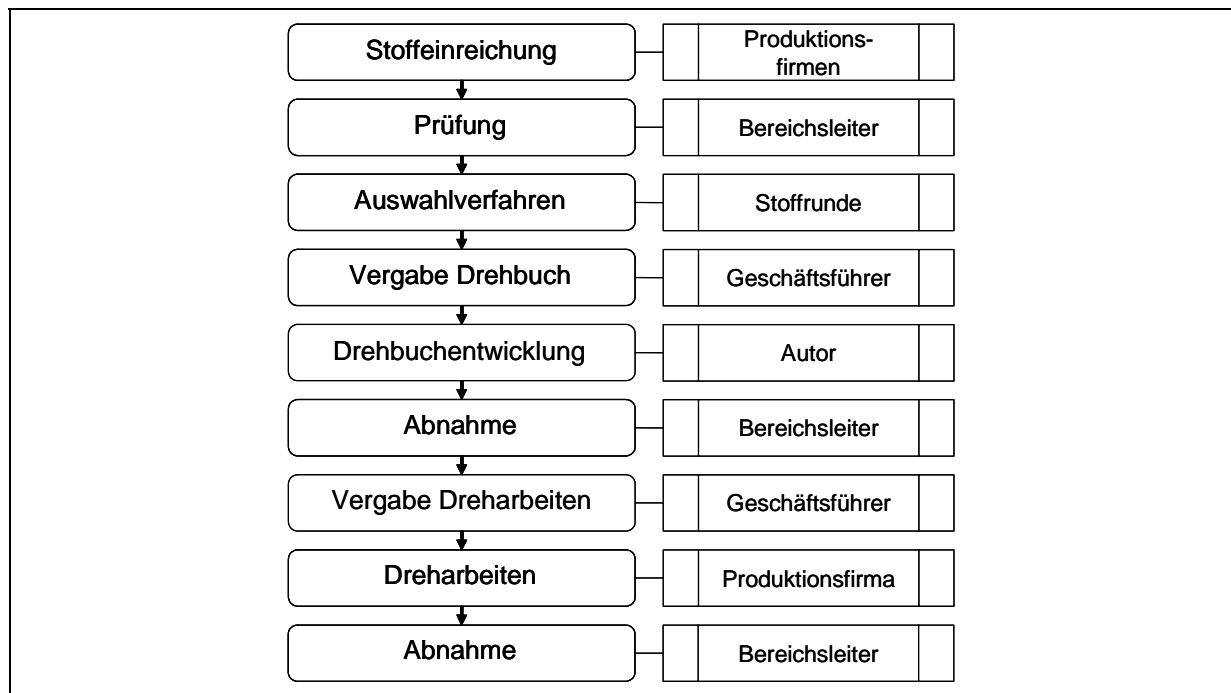 Stoffeinreichung
Produktions-
firmen
Prüfung
Bereichsleiter
Auswahlverfahren
Stoffrunde
Vergabe Drehbuch
Geschäftsführer
Drehbuchentwicklung
Autor
Abnahme
Bereichsleiter
Vergabe Dreharbeiten
Geschäftsführer
Dreharbeiten
Produktionsfirma
Abnahme
Bereichsleiter